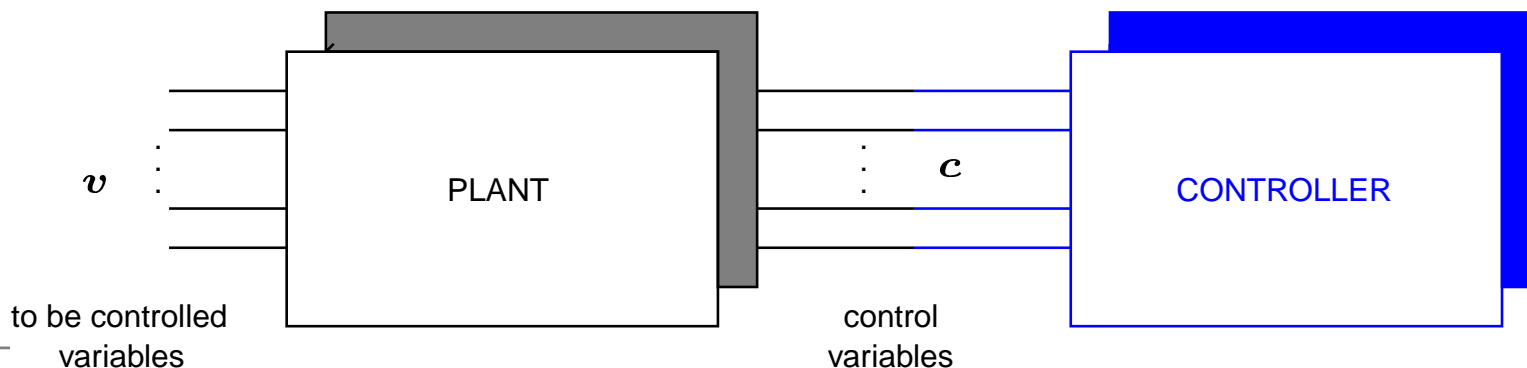 v
PLANT
c
CONTROLLER
to be controlled
variables
control
variables